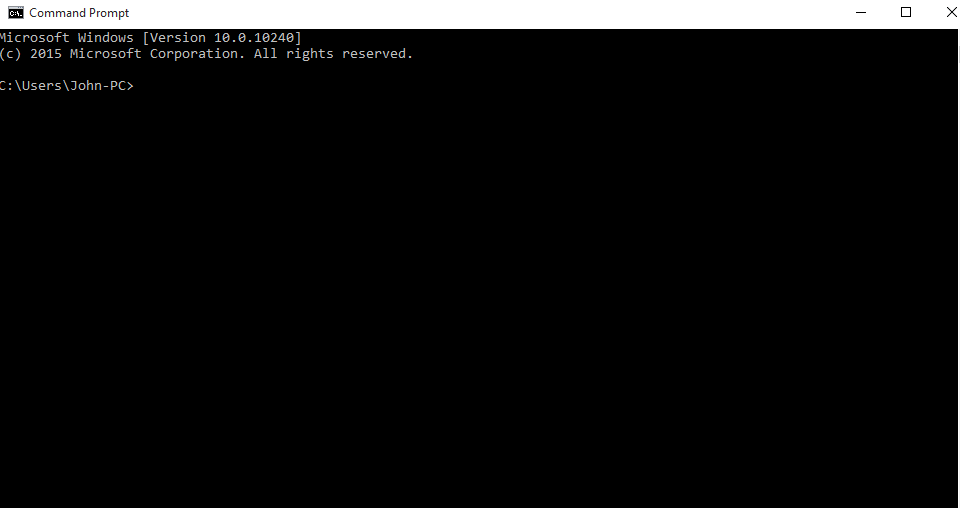 Command Prompt
Microsoft Windows [Version 10.0.10240]
(c) 2015 Microsoft Corporation. All rights reserved.
C:\Users\John-PC>